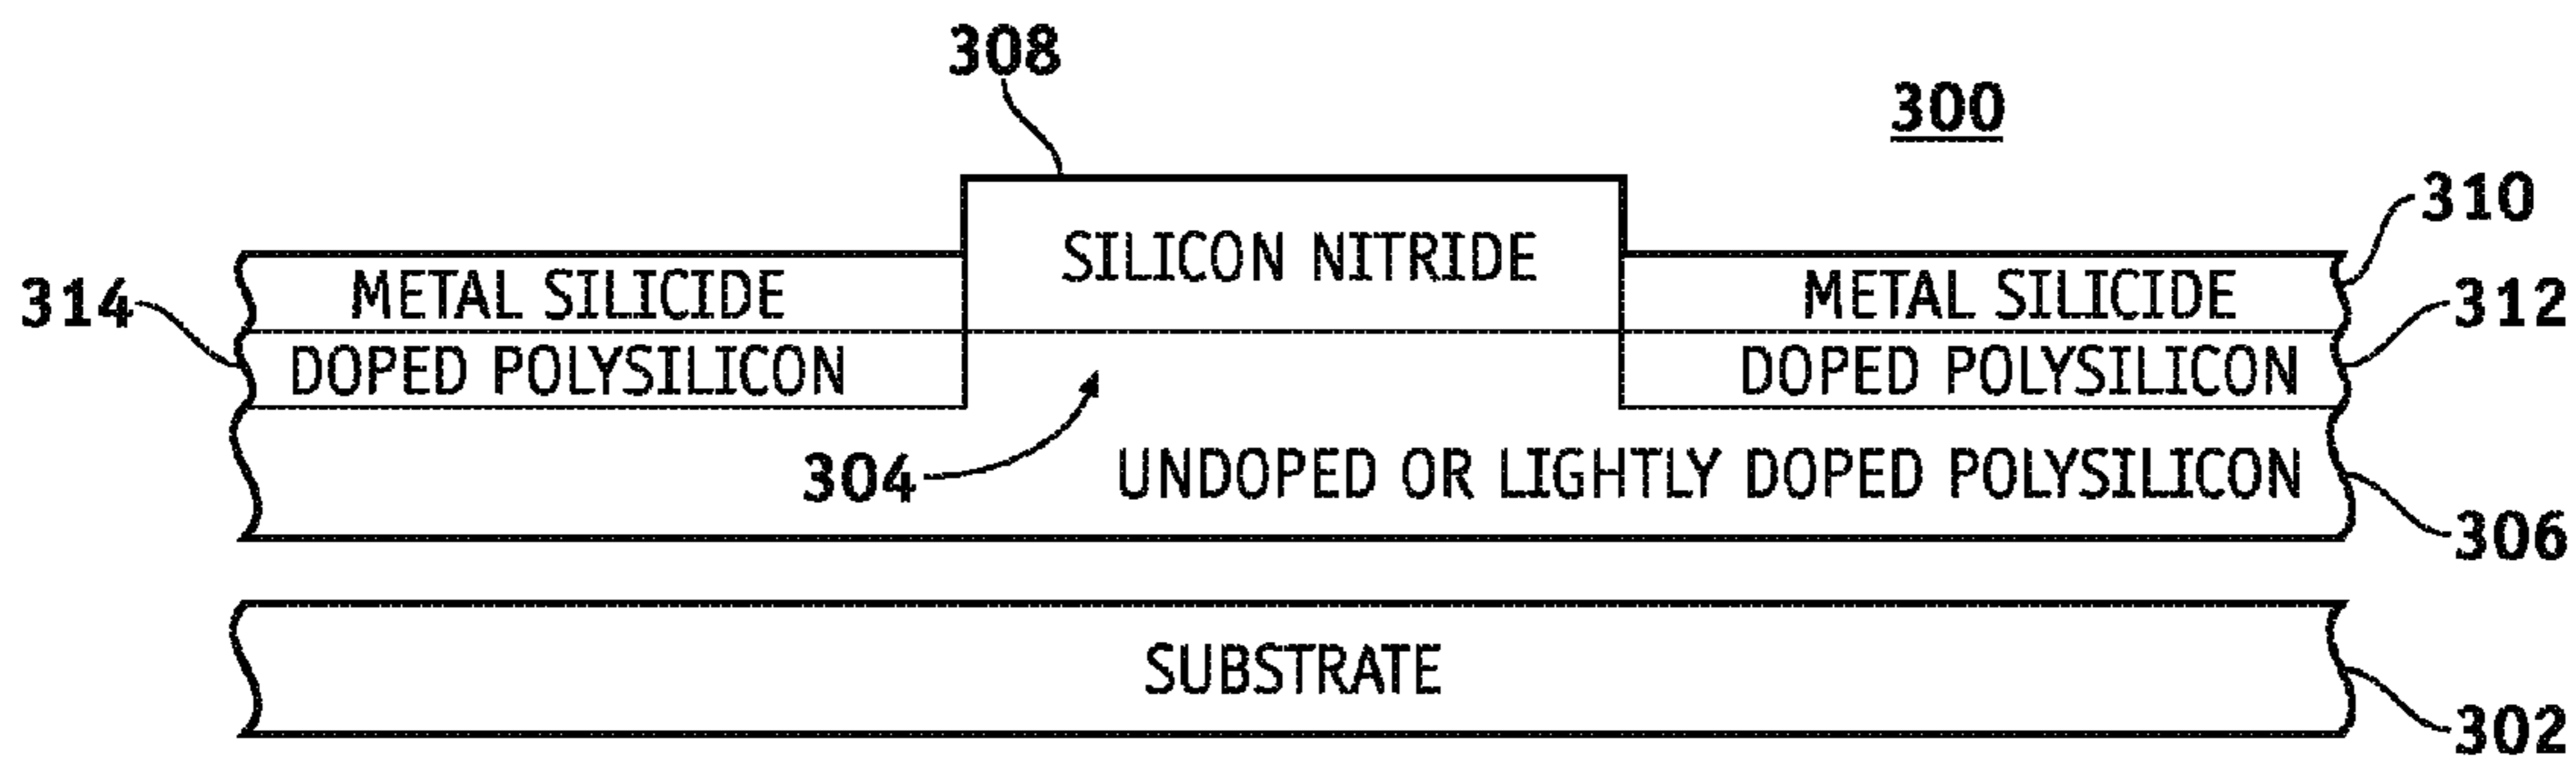 308
300
310
SILICON NITRIDE
314
METAL SILICIDE
METAL SILICIDE
312
DOPED POLYSILICON
DOPED POLYSILICON
304
UNDOPED OR LIGHTLY DOPED POLYSILICON
306
SUBSTRATE
302